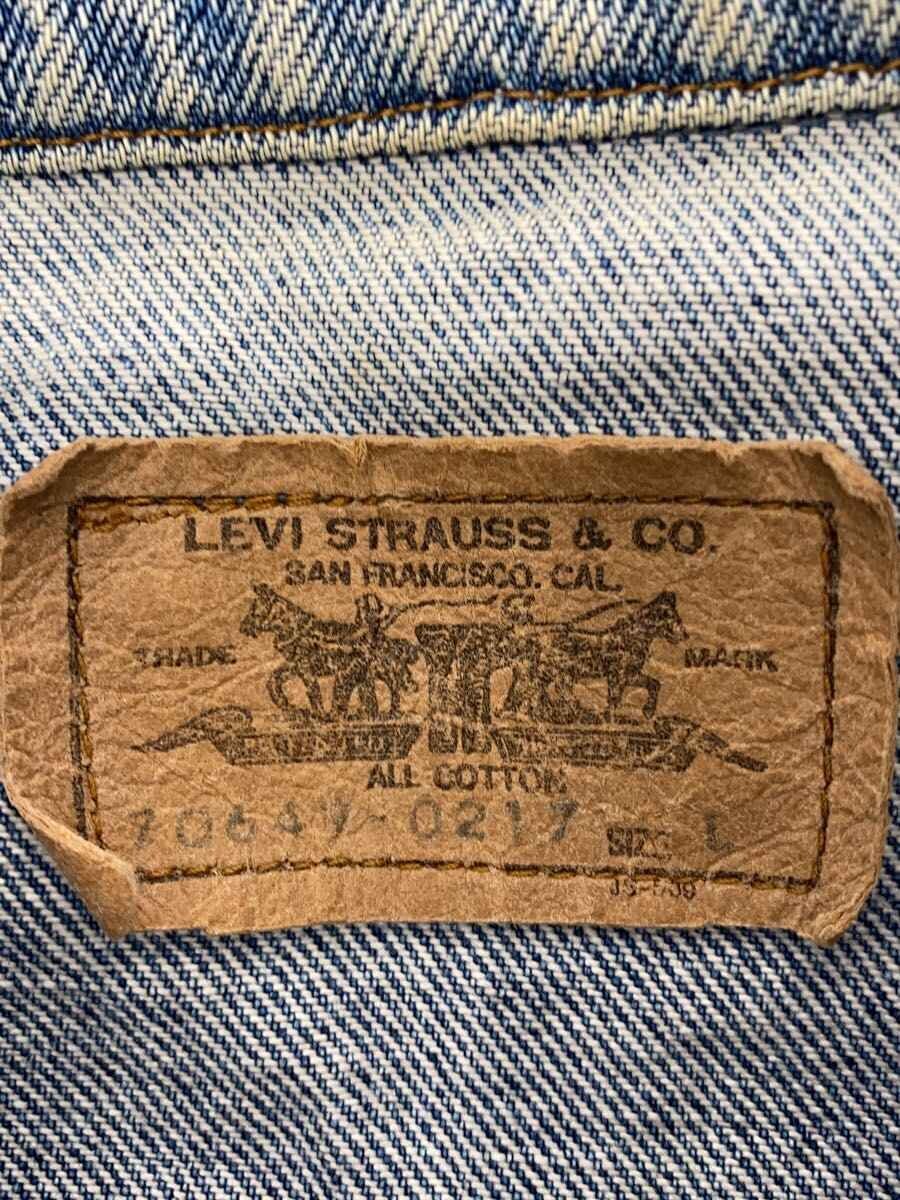 LEVI STRAUSS & CO.
SAN FRANCISCO. CAL.
TRADE MARK
ALL COTTON
0217 SIZE L